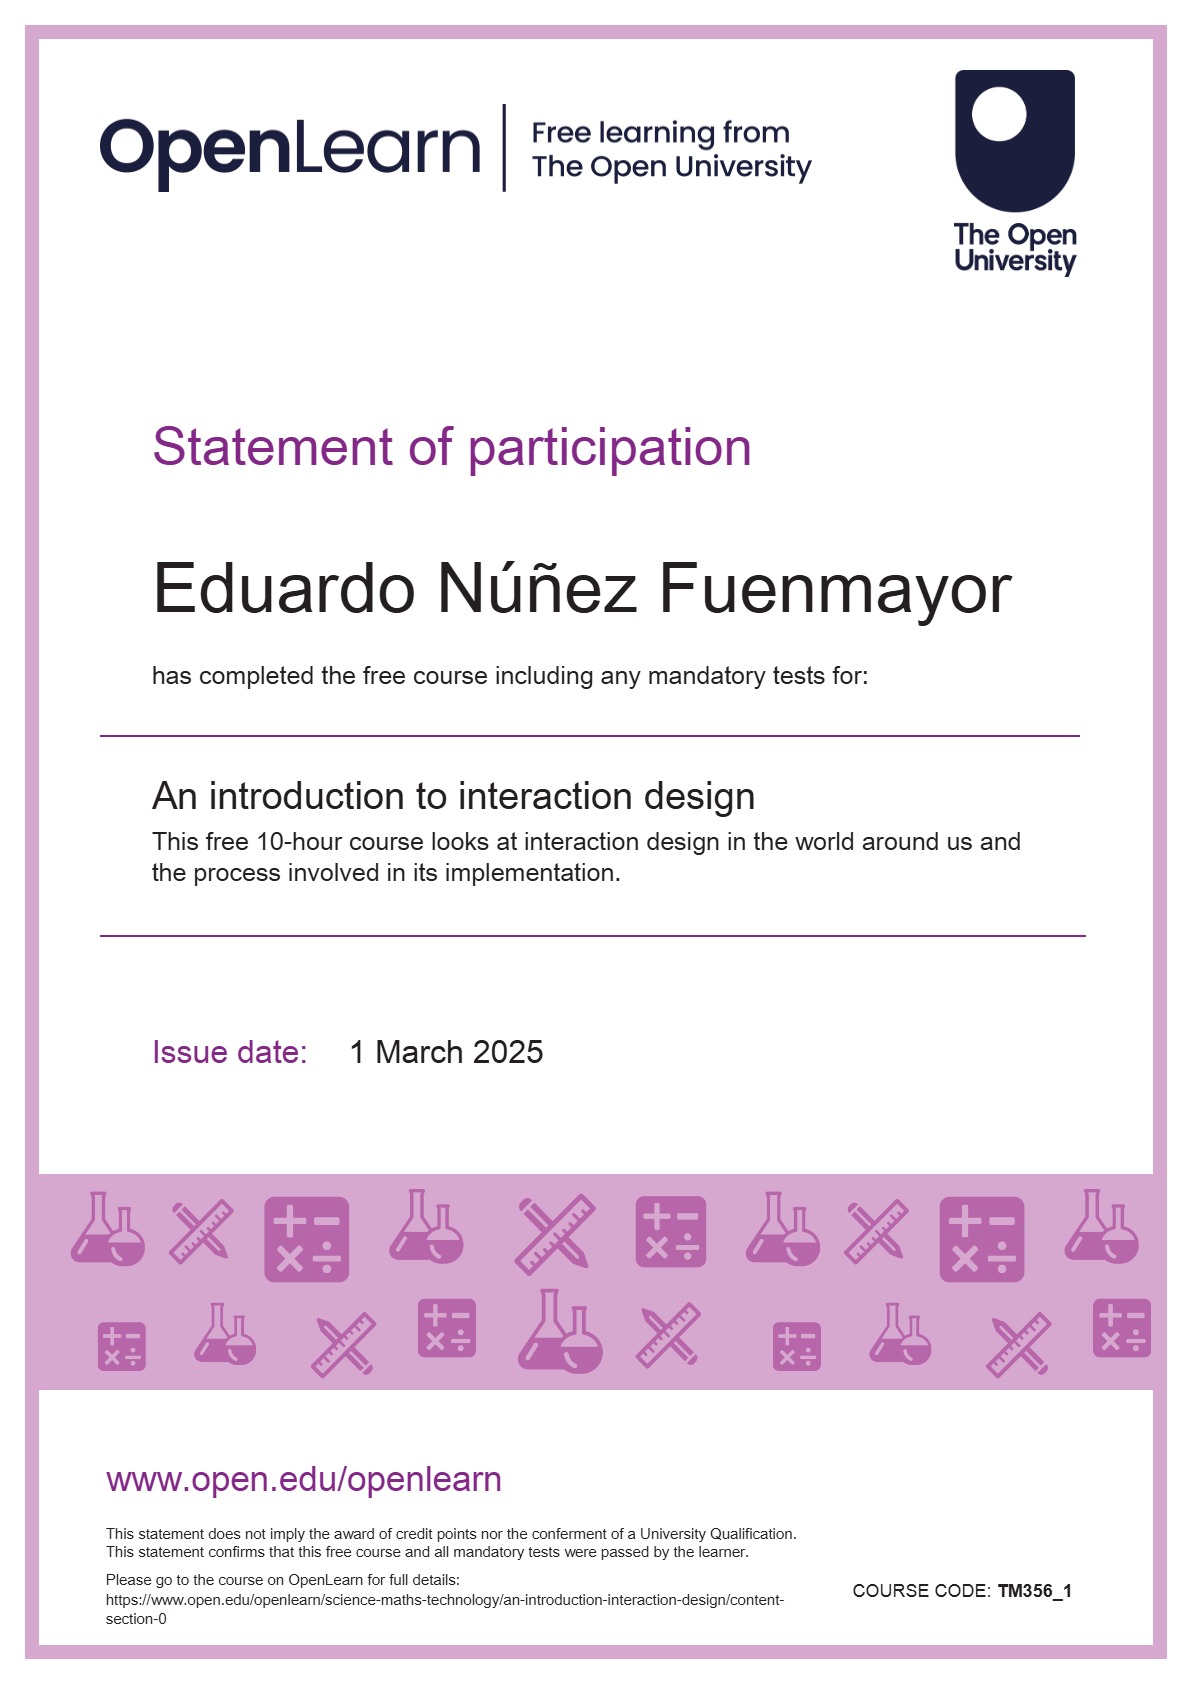 OpenLearn
Free learning from
The Open University
The Open
University
Statement of participation
Eduardo Núñez Fuenmayor
has completed the free course including any mandatory tests for:
An introduction to interaction design
This free 10-hour course looks at interaction design in the world around us and
the process involved in its implementation.
Issue date: 1 March 2025
www.open.edu/openlearn
This statement does not imply the award of credit points nor the conferment of a University Qualification.
This statement confirms that this free course and all mandatory tests were passed by the learner.
Please go to the course on OpenLearn for full details:
https://www.open.edu/openlearn/science-maths-technology/an-introduction-interaction-design/content-
section-0
COURSE CODE: TM356_1